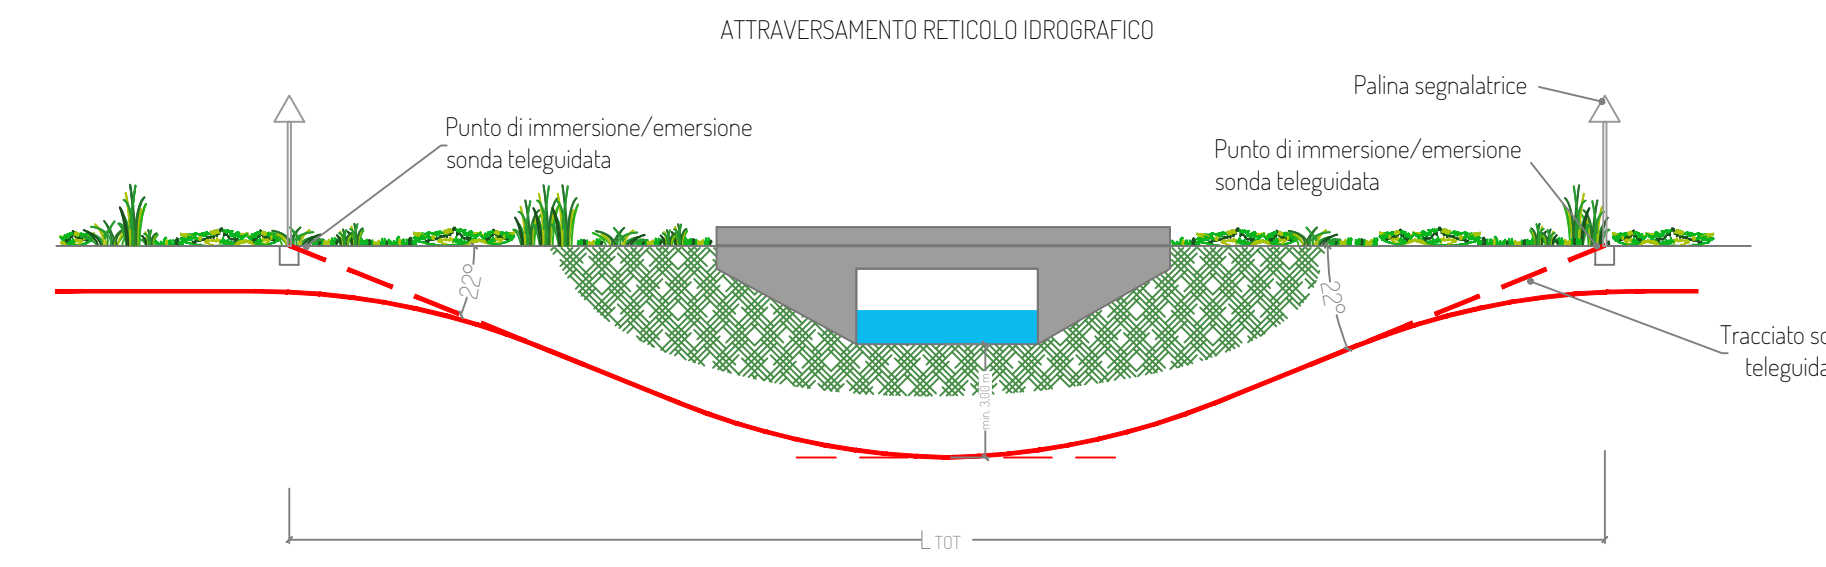 ATTRAVERSAMENTO RETICOLO IDROGRAFICO
Palina segnalatrice
Punto di immersione/emersione
sonda teleguidata
Punto di immersione/emersione
sonda teleguidata
22°
22°
Tracciato so
teleguida
min. 3,00 m
L TOT